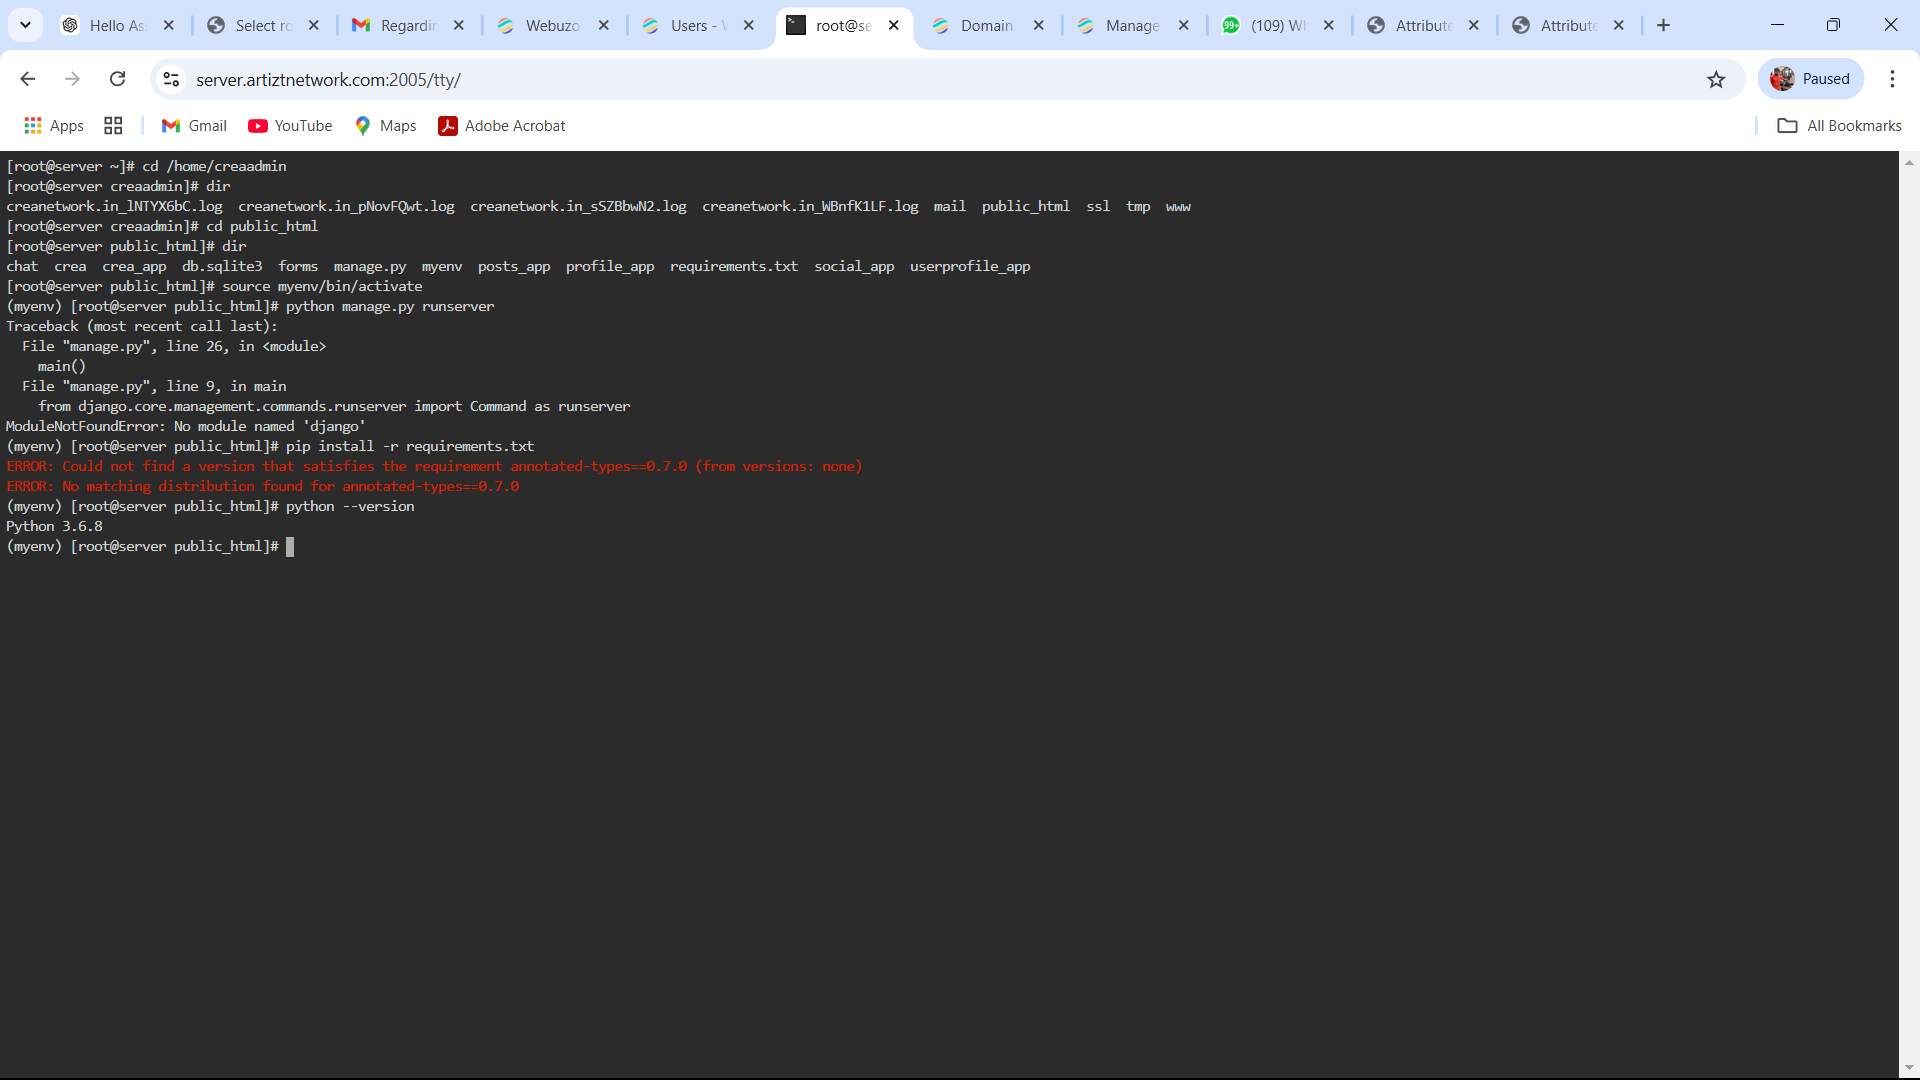 Hello As
Select ro
Regardin
Webuzo
Users - W
root@se
Domain
Manage
(109) Wh
Attribute
Attribute
server.artiztnetwork.com:2005/tty/
Paused
Apps
Gmail
YouTube
Maps
Adobe Acrobat
All Bookmarks
[root@server ~]# cd /home/creaadmin
[root@server creaadmin]# dir
creanetwork.in_lNTYX6bC.log  creanetwork.in_pNovFQwt.log  creanetwork.in_sSZBbwN2.log  creanetwork.in_WBnfK1LF.log  mail  public_html  ssl  tmp  www
[root@server creaadmin]# cd public_html
[root@server public_html]# dir
chat  crea  crea_app  db.sqlite3  forms  manage.py  myenv  posts_app  profile_app  requirements.txt  social_app  userprofile_app
[root@server public_html]# source myenv/bin/activate
(myenv) [root@server public_html]# python manage.py runserver
Traceback (most recent call last):
  File "manage.py", line 26, in <module>
    main()
  File "manage.py", line 9, in main
    from django.core.management.commands.runserver import Command as runserver
ModuleNotFoundError: No module named 'django'
(myenv) [root@server public_html]# pip install -r requirements.txt
ERROR: Could not find a version that satisfies the requirement annotated-types==0.7.0 (from versions: none)
ERROR: No matching distribution found for annotated-types==0.7.0
(myenv) [root@server public_html]# python --version
Python 3.6.8
(myenv) [root@server public_html]#